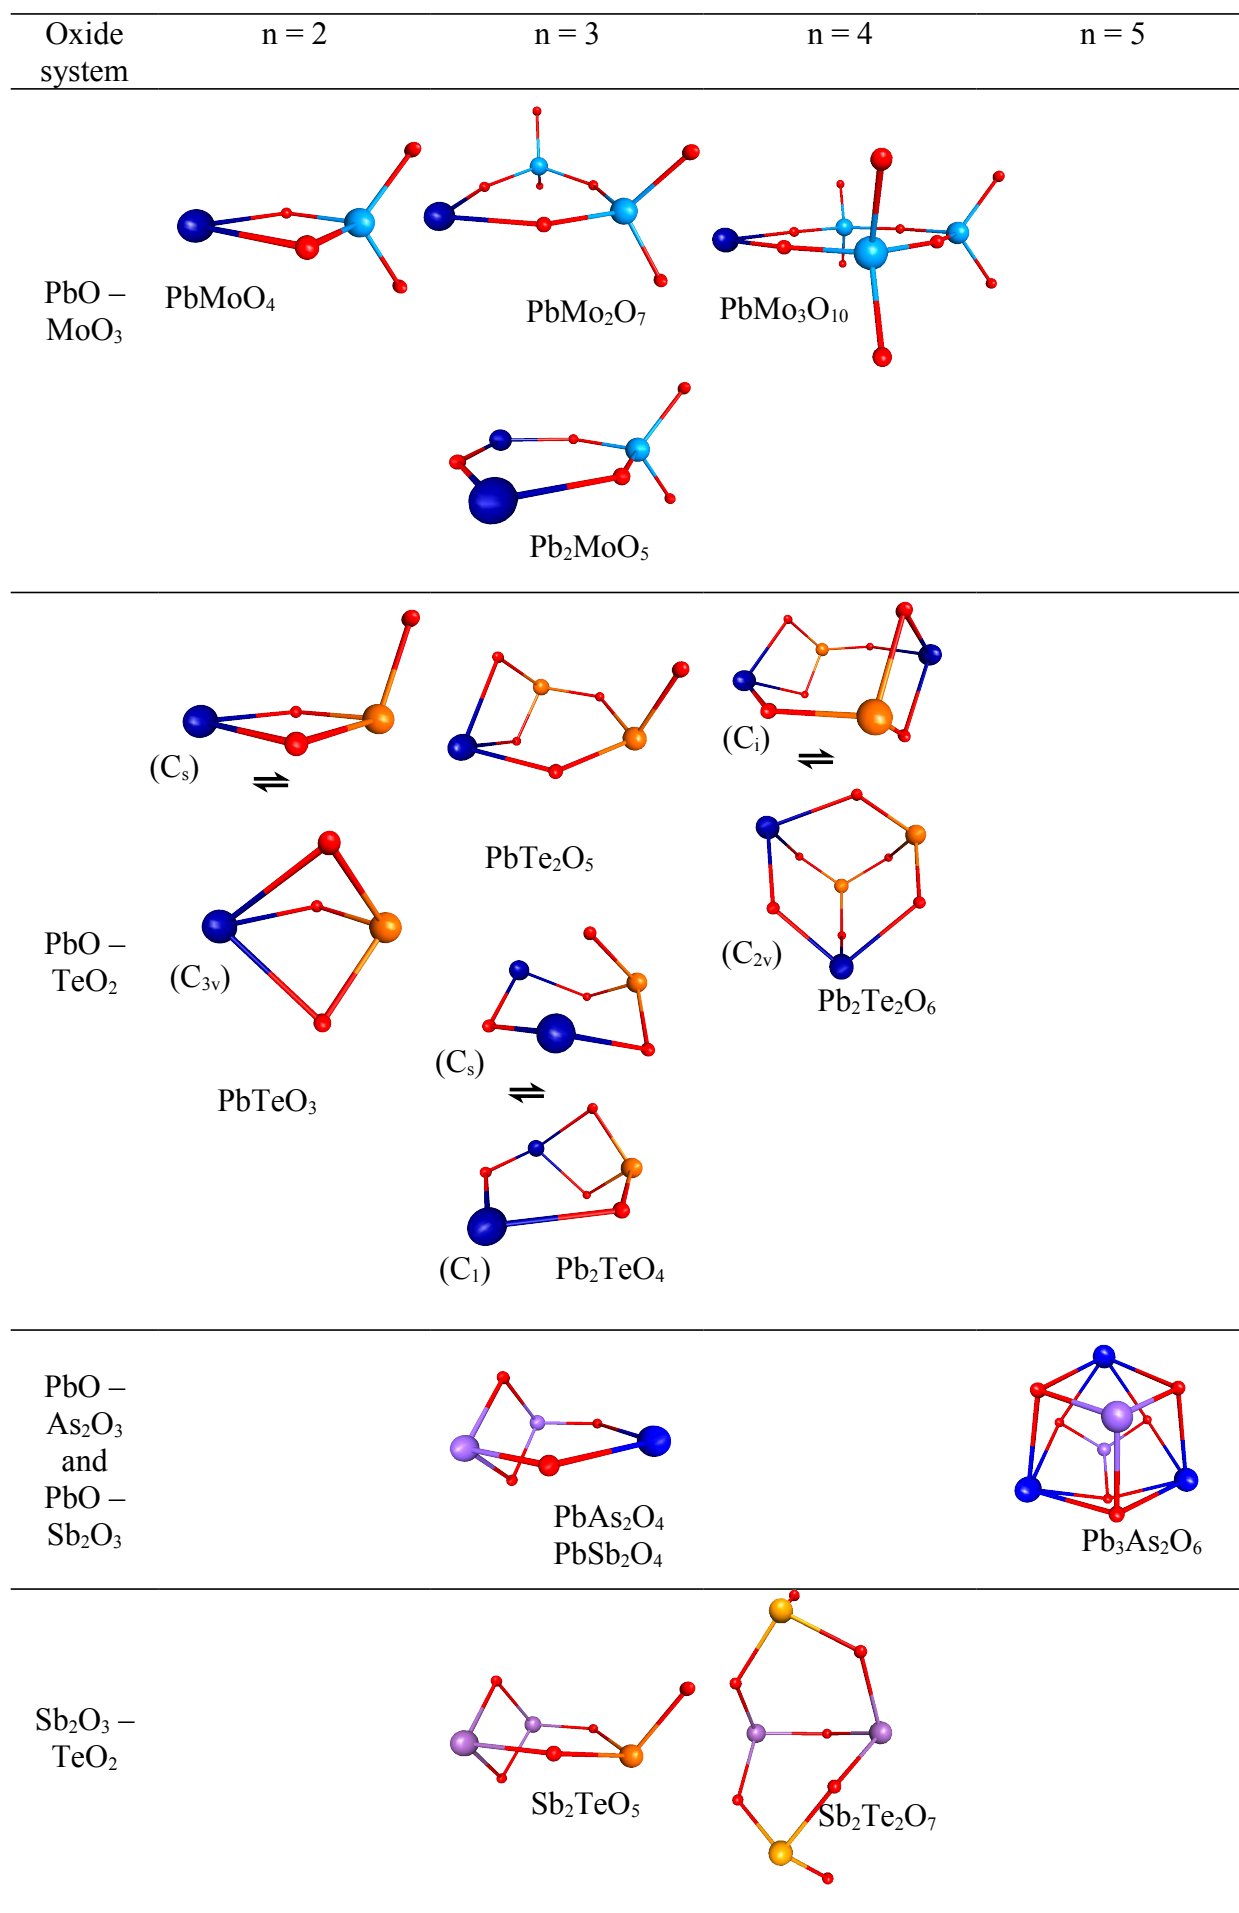 Oxide system
n = 2
n = 3
n = 4
n = 5
PbO –
MoO₃
PbMoO₄
PbMo₂O₇
PbMo₃O₁₀
Pb₂MoO₅
PbO –
TeO₂
(Cₛ)
⇌
(C₃ᵥ)
PbTeO₃
PbTe₂O₅
(Cₛ)
⇌
(C₁)
Pb₂TeO₄
(Cᵢ)
⇌
(C₂ᵥ)
Pb₂Te₂O₆
PbO –
As₂O₃
and
PbO –
Sb₂O₃
PbAs₂O₄
PbSb₂O₄
Pb₃As₂O₆
Sb₂O₃ –
TeO₂
Sb₂TeO₅
Sb₂Te₂O₇